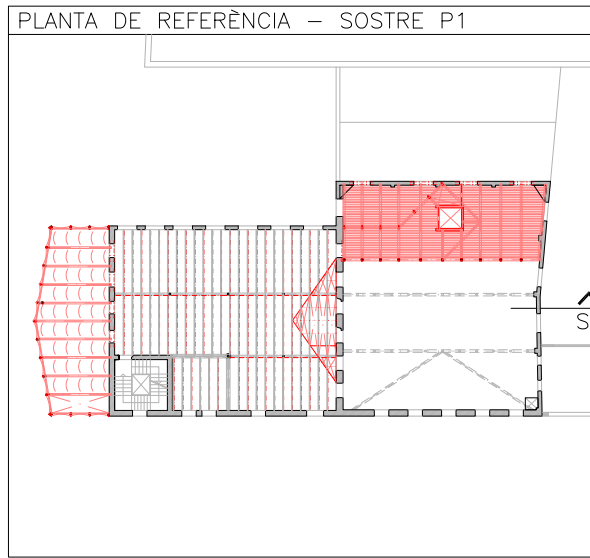 PLANTA DE REFERÈNCIA – SOSTRE P1
S